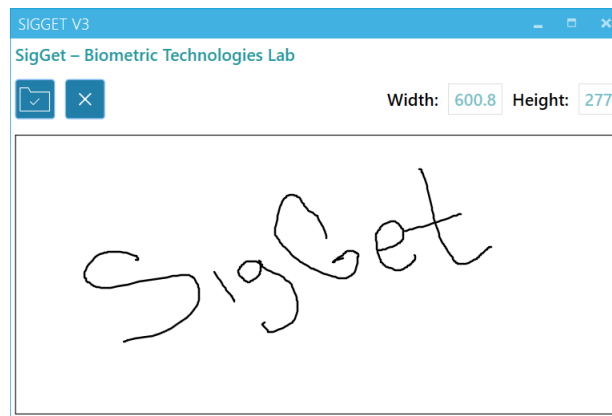 SIGGET V3
SigGet – Biometric Technologies Lab
Width: 600.8 Height: 277
SigGet